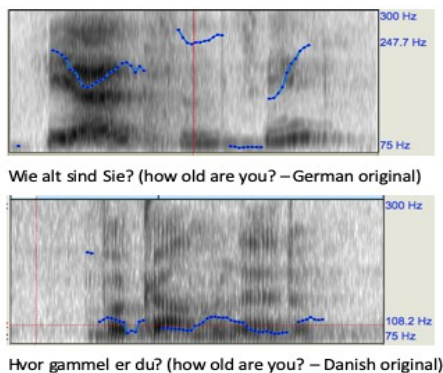 300 Hz
247.7 Hz
75 Hz
Wie alt sind Sie? (how old are you? – German original)
300 Hz
108.2 Hz
75 Hz
Hvor gammel er du? (how old are you? – Danish original)